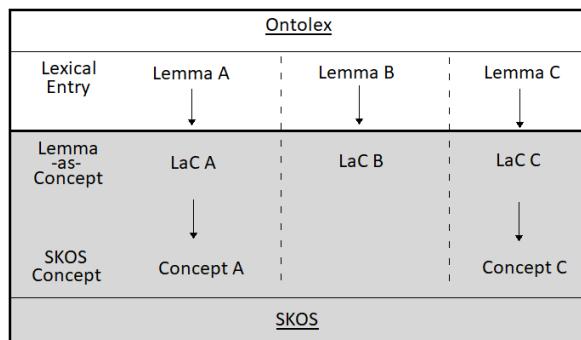 Ontolex
Lexical Entry
Lemma A
Lemma B
Lemma C
Lemma
-as-
Concept
LaC A
LaC B
LaC C
SKOS
Concept
Concept A
Concept C
SKOS